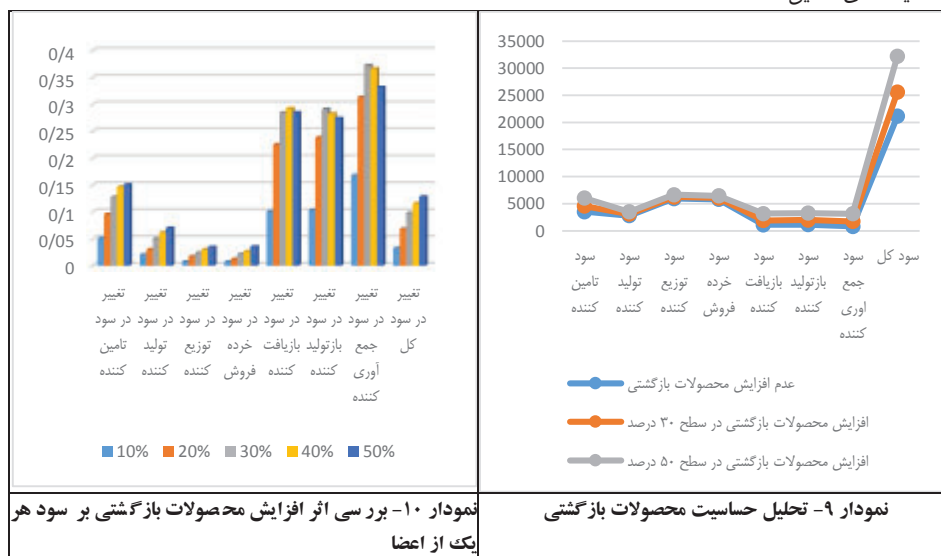 0/4
0/35
0/3
0/25
0/2
0/15
0/1
0/05
0
تغییر در سود تامین کننده
تغییر در سود تولید کننده
تغییر در سود توزیع کننده
تغییر در سود خرده فروش
تغییر در سود بازیافت کننده
تغییر در سود بازتولید کننده
تغییر در سود جمع آوری کننده
تغییر در سود کل
10% 20% 30% 40% 50%
35000
30000
25000
20000
15000
10000
5000
0
سود تامین کننده
سود تولید کننده
سود توزیع کننده
سود خرده فروش
سود بازیافت کننده
سود بازتولید کننده
سود جمع اوری کننده
سود کل
عدم افزایش محصولات بازگشتی
افزایش محصولات بازگشتی در سطح ۳۰ درصد
افزایش محصولات بازگشتی در سطح ۵۰ درصد
نمودار ۹- تحلیل حساسیت محصولات بازگشتی
نمودار ۱۰- بررسی اثر افزایش محصولات بازگشتی بر سود هر
یک از اعضا